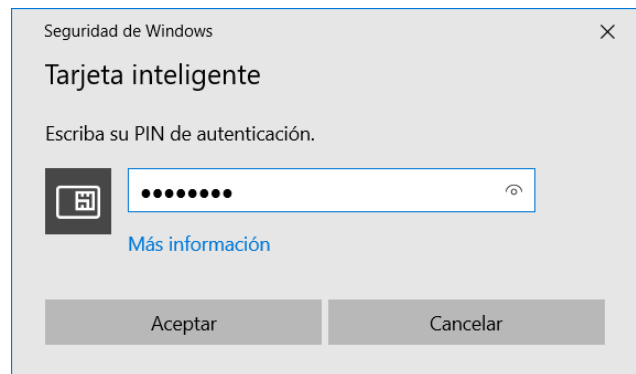 Seguridad de Windows
Tarjeta inteligente
Escriba su PIN de autenticación.
●●●●●●●●
Más información
Aceptar
Cancelar